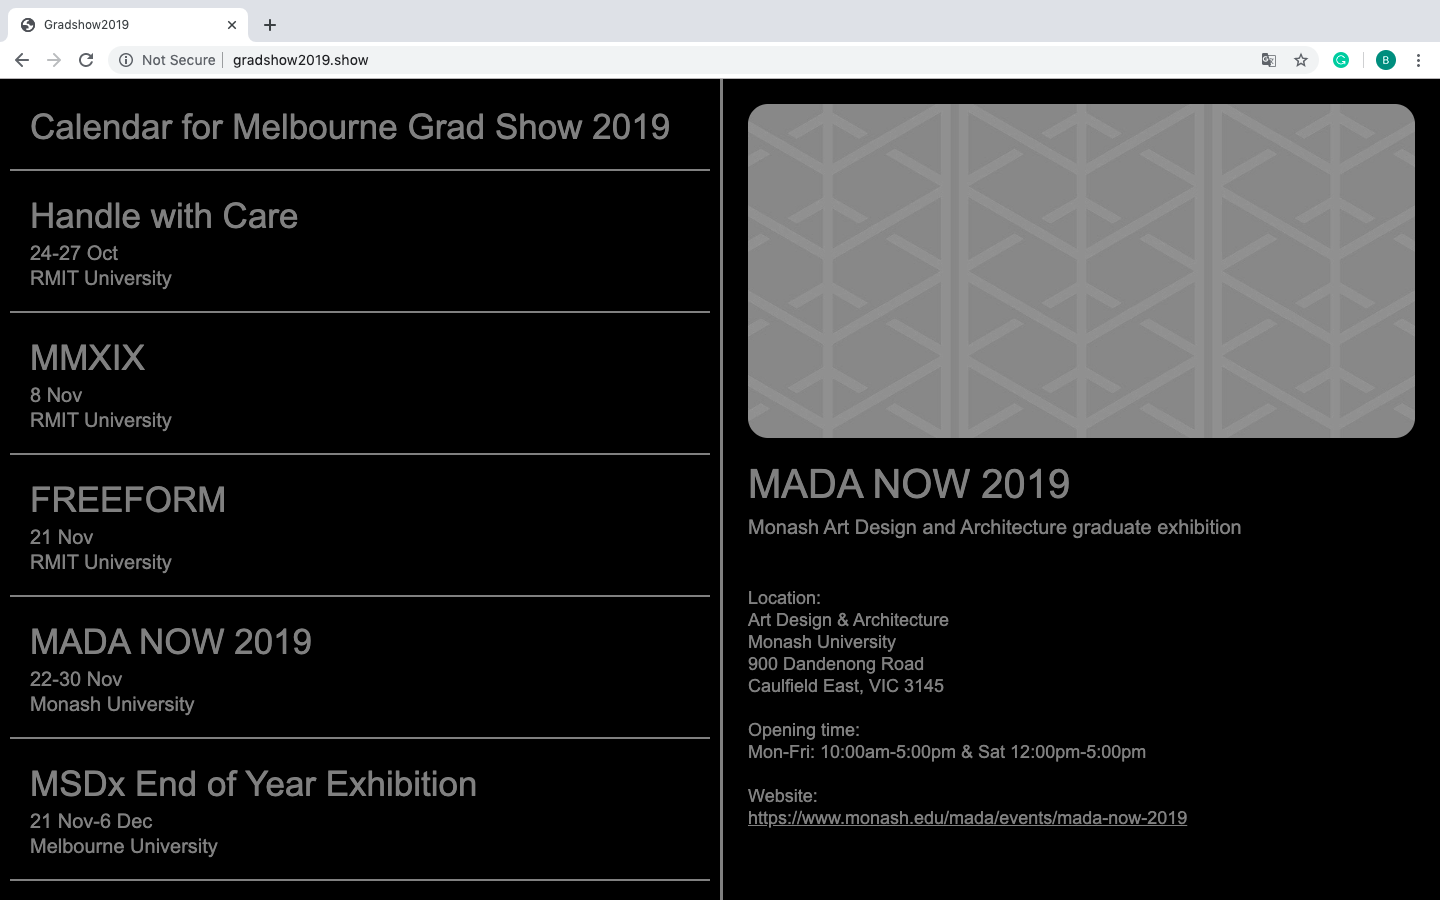 Gradshow2019
Not Secure
gradshow2019.show
B
Calendar for Melbourne Grad Show 2019
Handle with Care
24-27 Oct
RMIT University
MMXIX
8 Nov
RMIT University
FREEFORM
21 Nov
RMIT University
MADA NOW 2019
22-30 Nov
Monash University
MSDx End of Year Exhibition
21 Nov-6 Dec
Melbourne University
MADA NOW 2019
Monash Art Design and Architecture graduate exhibition
Location:
Art Design & Architecture
Monash University
900 Dandenong Road
Caulfield East, VIC 3145
Opening time:
Mon-Fri: 10:00am-5:00pm & Sat 12:00pm-5:00pm
Website:
https://www.monash.edu/mada/events/mada-now-2019